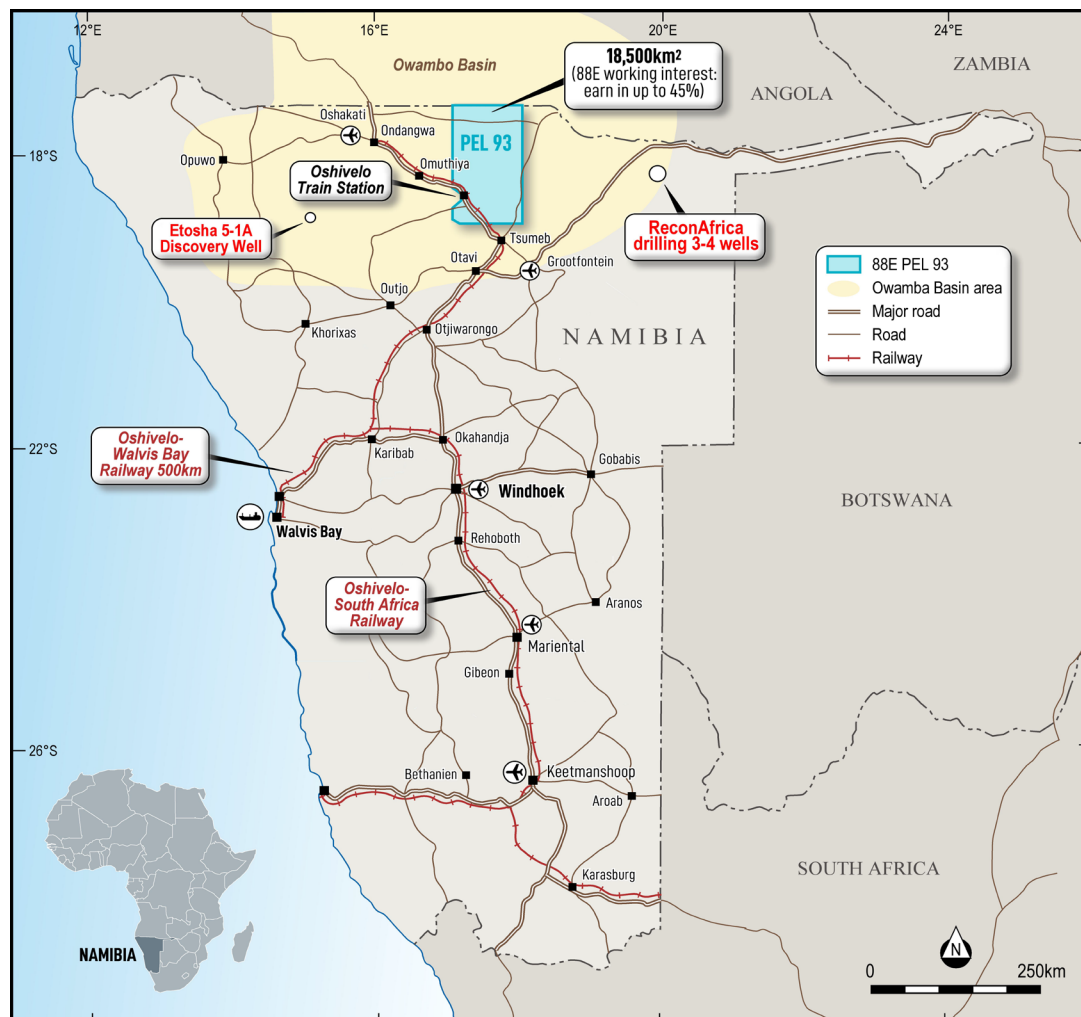 12°E
16°E
20°E
24°E
Owambo Basin
18,500km²
(88E working interest:
earn in up to 45%)
ZAMBIA
ANGOLA
Oshakati
Ondangwa
PEL 93
18°S
Opuwo
Omuthiya
Oshivelo
Train Station
Etosha 5-1A
Discovery Well
ReconAfrica
drilling 3-4 wells
Tsumeb
Otavi
Grootfontein
88E PEL 93
Owamba Basin area
Major road
Road
Railway
Outjo
Khorixas
Otjiwarongo
NAMIBIA
22°S
Oshivelo-
Walvis Bay
Railway 500km
Karibab
Okahandja
Gobabis
Windhoek
BOTSWANA
Walvis Bay
Rehoboth
Oshivelo-
South Africa
Railway
Aranos
Mariental
Gibeon
26°S
Bethanien
Keetmanshoop
Aroab
Karasburg
SOUTH AFRICA
NAMIBIA
N
0
250km